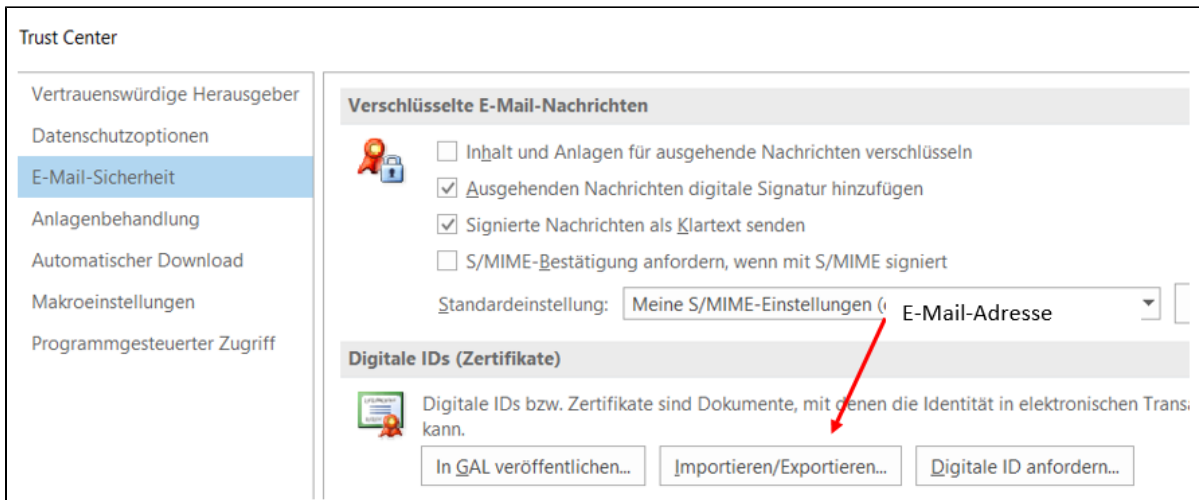 Trust Center
Vertrauenswürdige Herausgeber
Datenschutzoptionen
E-Mail-Sicherheit
Anlagenbehandlung
Automatischer Download
Makroeinstellungen
Programmgesteuerter Zugriff
Verschlüsselte E-Mail-Nachrichten
Inhalt und Anlagen für ausgehende Nachrichten verschlüsseln
Ausgehenden Nachrichten digitale Signatur hinzufügen
Signierte Nachrichten als Klartext senden
S/MIME-Bestätigung anfordern, wenn mit S/MIME signiert
Standardeinstellung: Meine S/MIME-Einstellungen ( E-Mail-Adresse
Digitale IDs (Zertifikate)
Digitale IDs bzw. Zertifikate sind Dokumente, mit denen die Identität in elektronischen Transa
kann.
In GAL veröffentlichen... Importieren/Exportieren... Digitale ID anfordern...